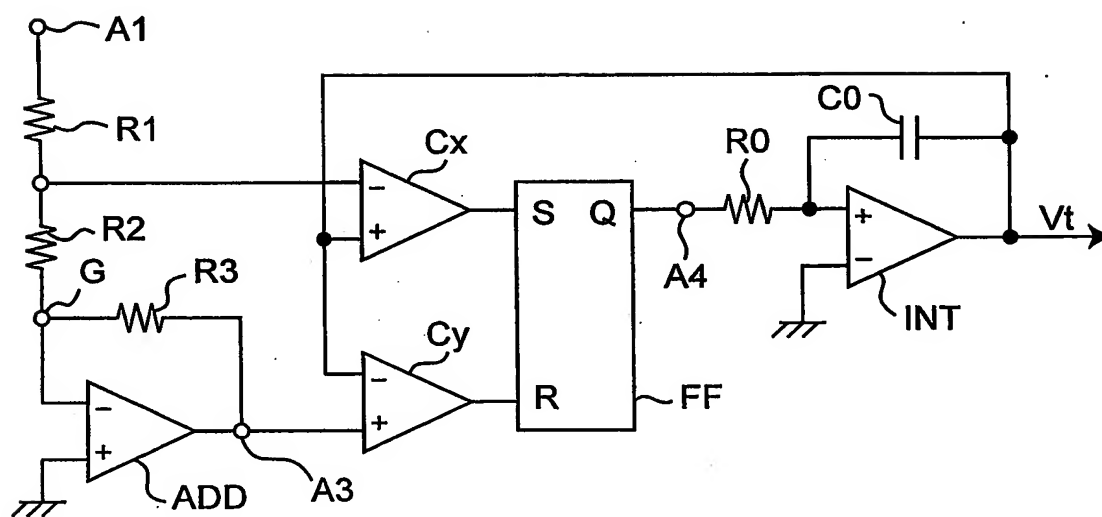 A1
R1
R2
G
R3
-
+
ADD
A3
Cx
-
+
Cy
-
+
S
Q
R
FF
A4
R0
C0
+
-
INT
Vt